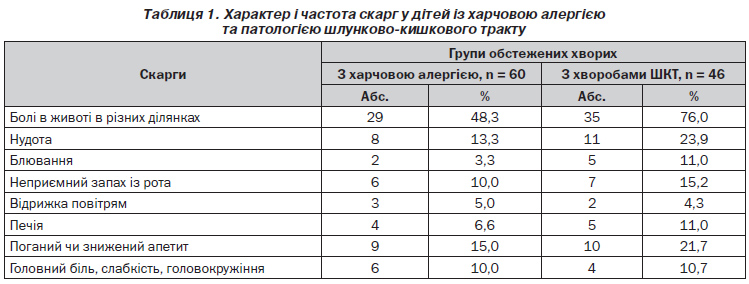 Таблиця 1. Характер і частота скарг у дітей із харчовою алергією
та патологією шлунково-кишкового тракту
Скарги
Групи обстежених хворих
З харчовою алергією, n = 60 З хворобами ШКТ, n = 46
Абс. % Абс. %
Болі в животі в різних ділянках 29 48,3 35 76,0
Нудота 8 13,3 11 23,9
Блювання 2 3,3 5 11,0
Неприємний запах із рота 6 10,0 7 15,2
Відрижка повітрям 3 5,0 2 4,3
Печія 4 6,6 5 11,0
Поганий чи знижений апетит 9 15,0 10 21,7
Головний біль, слабкість, головокружіння 6 10,0 4 10,7